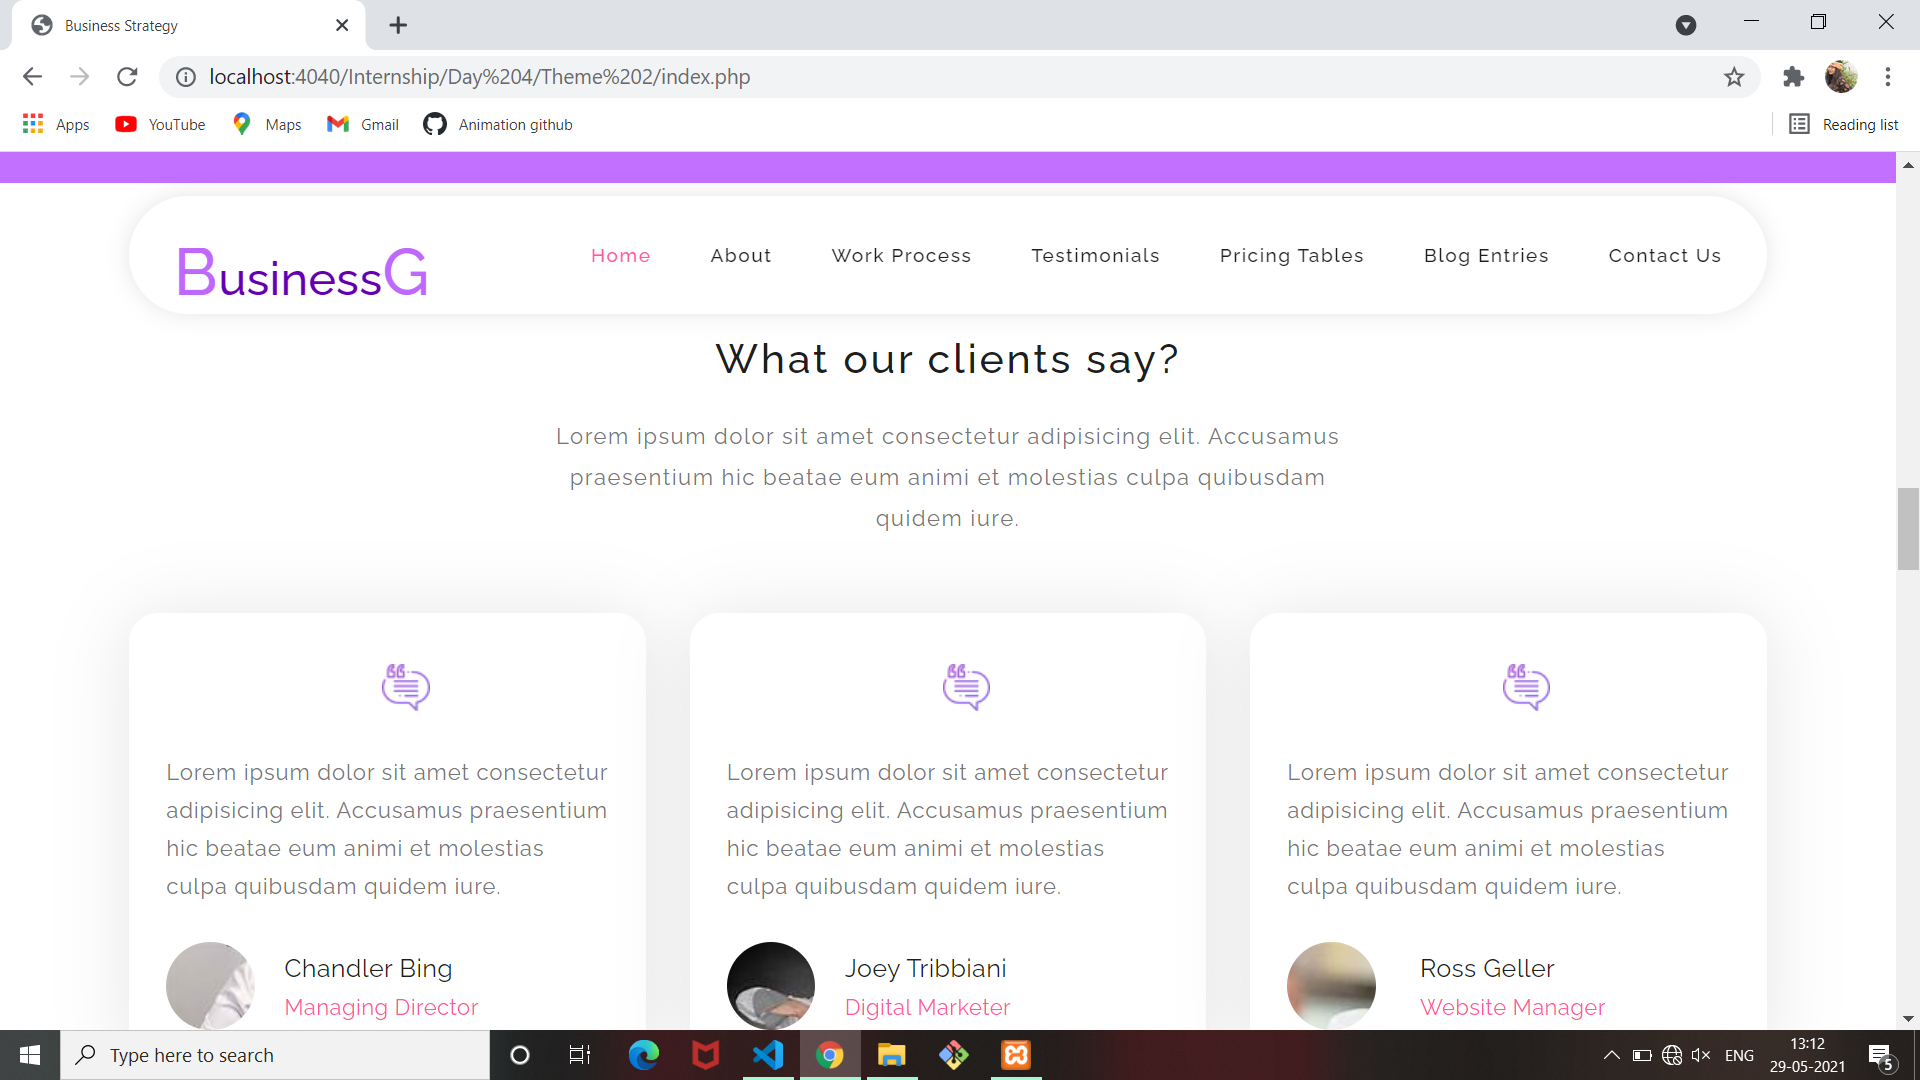 Business Strategy
localhost:4040/Internship/Day%204/Theme%202/index.php
Apps YouTube Maps Gmail Animation github Reading list
BusinessG Home About Work Process Testimonials Pricing Tables Blog Entries Contact Us
What our clients say?
Lorem ipsum dolor sit amet consectetur adipisicing elit. Accusamus
praesentium hic beatae eum animi et molestias culpa quibusdam
quidem iure.
Lorem ipsum dolor sit amet consectetur
adipisicing elit. Accusamus praesentium
hic beatae eum animi et molestias
culpa quibusdam quidem iure.
Chandler Bing
Managing Director
Lorem ipsum dolor sit amet consectetur
adipisicing elit. Accusamus praesentium
hic beatae eum animi et molestias
culpa quibusdam quidem iure.
Joey Tribbiani
Digital Marketer
Lorem ipsum dolor sit amet consectetur
adipisicing elit. Accusamus praesentium
hic beatae eum animi et molestias
culpa quibusdam quidem iure.
Ross Geller
Website Manager
Type here to search
ENG
13:12
29-05-2021
5